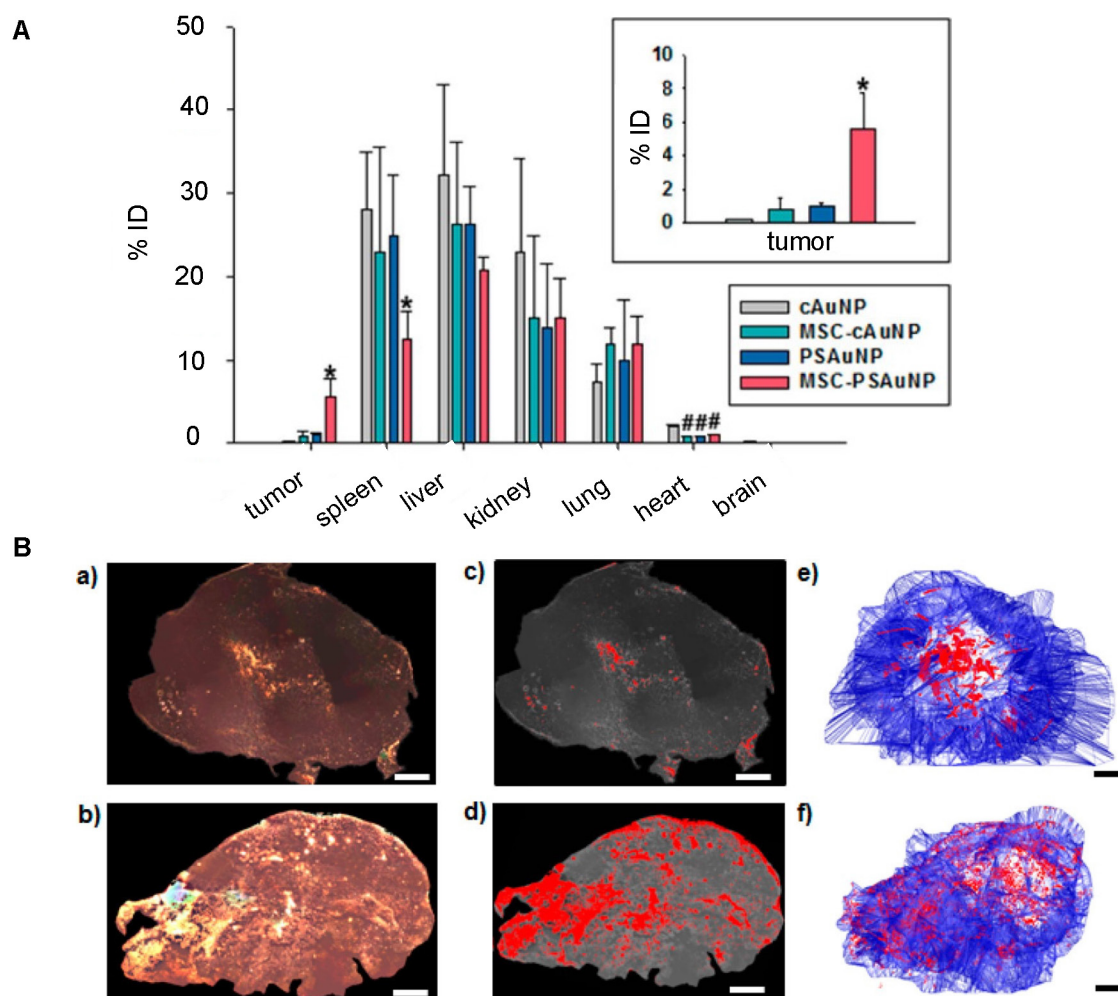 A
50
40
30
20
10
0
% ID
tumor
spleen
liver
kidney
lung
heart
brain
*
*
###
10
8
6
4
2
0
% ID
*
tumor
cAuNP
MSC-cAuNP
PSAuNP
MSC-PSAuNP
B
a)
c)
e)
b)
d)
f)